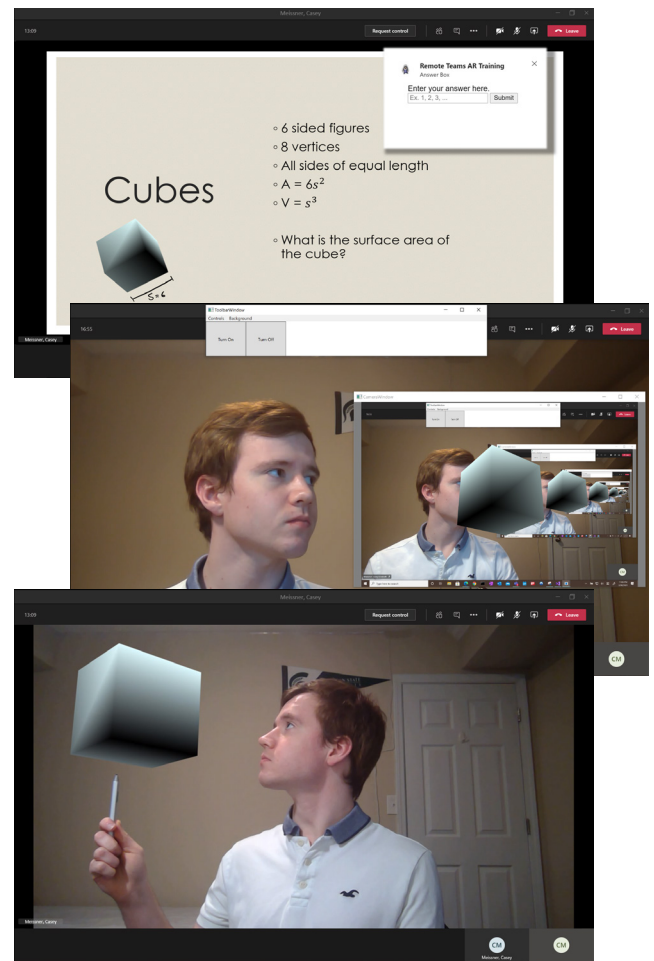 Meissner, Casey
13:09
Request control
Leave
Remote Teams AR Training
Answer Box
Enter your answer here.
Ex. 1, 2, 3, ...
Submit
Cubes
◦ 6 sided figures
◦ 8 vertices
◦ All sides of equal length
◦ A = 6s²
◦ V = s³
◦ What is the surface area of
the cube?
S=6
Meissner, Casey
ToolbarWindow
Controls Background
Turn On
Turn Off
16:55
Leave
CameraWindow
CM
Meissner, Casey
13:09
Request control
Leave
Meissner, Casey
CM
Meissner, Casey
CM